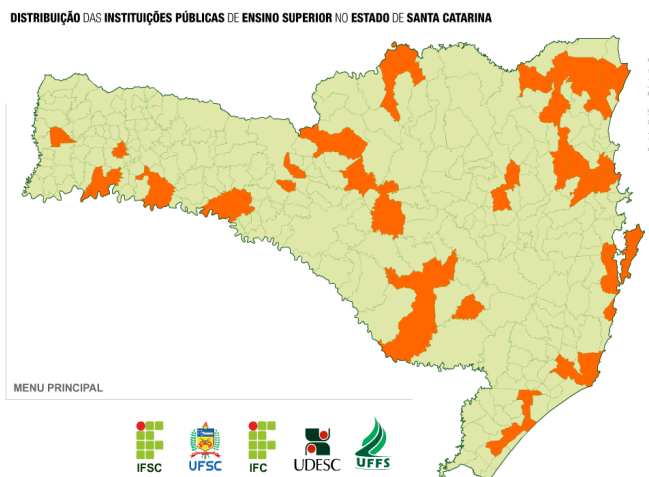 DISTRIBUIÇÃO DAS INSTITUIÇÕES PÚBLICAS DE ENSINO SUPERIOR NO ESTADO DE SANTA CATARINA
MENU PRINCIPAL
IFSC
UFSC
IFC
UDESC
UFFS